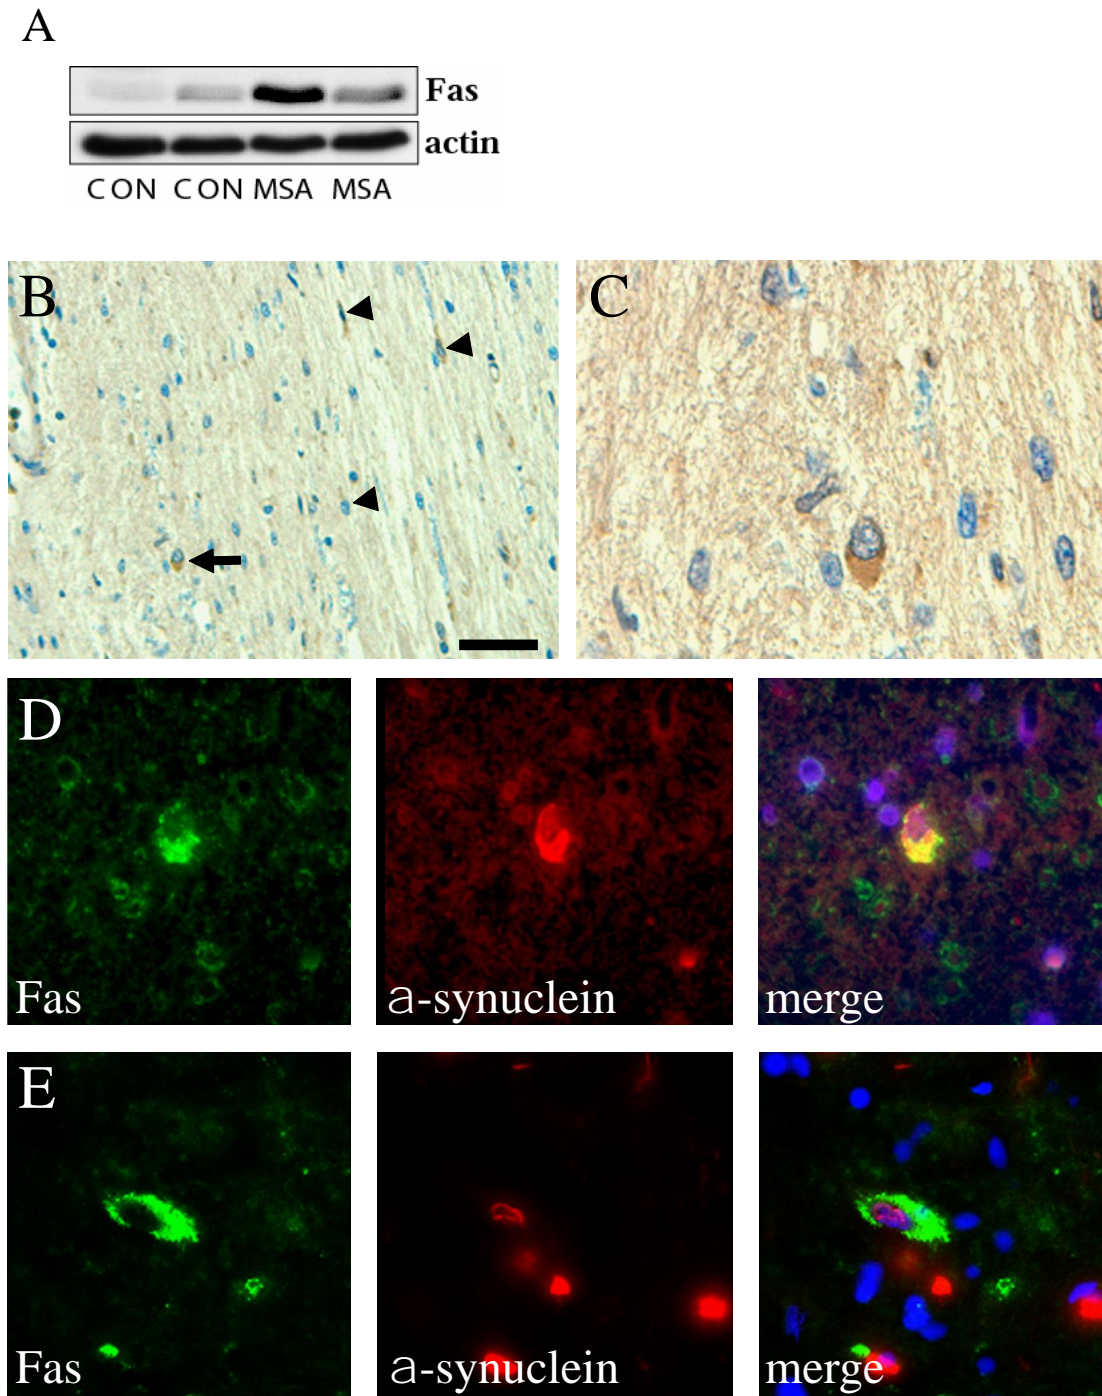 A
Fas
actin
CON CON MSA MSA
B
C
D
Fas
a-synuclein
merge
E
Fas
a-synuclein
merge